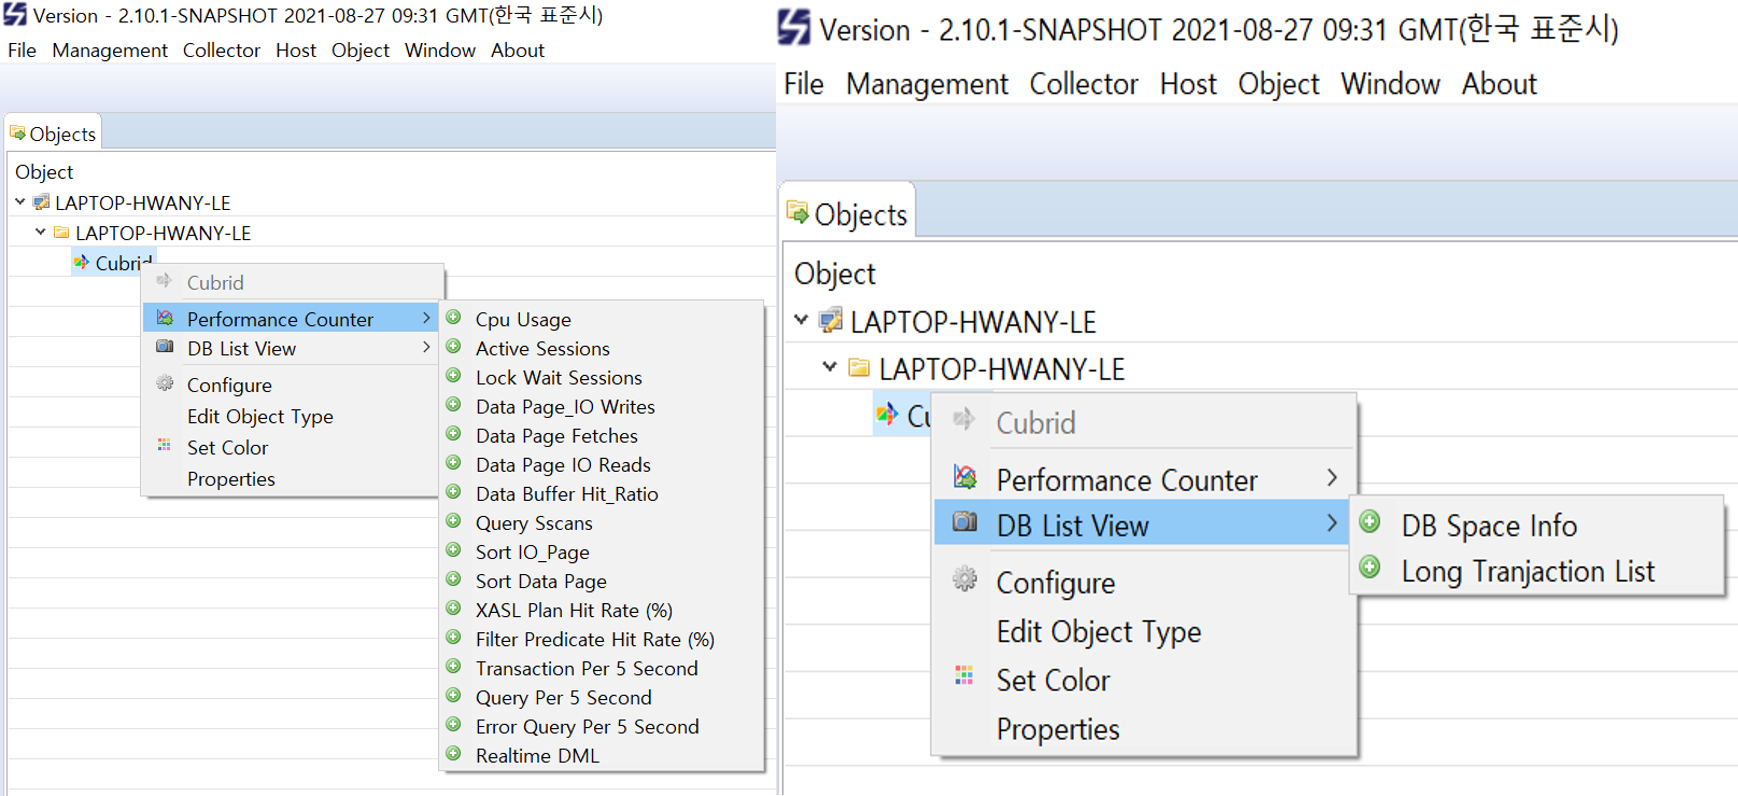 Version - 2.10.1-SNAPSHOT 2021-08-27 09:31 GMT(한국 표준시)
File Management Collector Host Object Window About
Objects
Object
LAPTOP-HWANY-LE
LAPTOP-HWANY-LE
Cubrid
Cubrid
Performance Counter
DB List View
Configure
Edit Object Type
Set Color
Properties
Cpu Usage
Active Sessions
Lock Wait Sessions
Data Page_IO Writes
Data Page Fetches
Data Page IO Reads
Data Buffer Hit_Ratio
Query Sscans
Sort IO_Page
Sort Data Page
XASL Plan Hit Rate (%)
Filter Predicate Hit Rate (%)
Transaction Per 5 Second
Query Per 5 Second
Error Query Per 5 Second
Realtime DML
Version - 2.10.1-SNAPSHOT 2021-08-27 09:31 GMT(한국 표준시)
File Management Collector Host Object Window About
Objects
Object
LAPTOP-HWANY-LE
LAPTOP-HWANY-LE
Cu
Cubrid
Performance Counter
DB List View
Configure
Edit Object Type
Set Color
Properties
DB Space Info
Long Tranjaction List